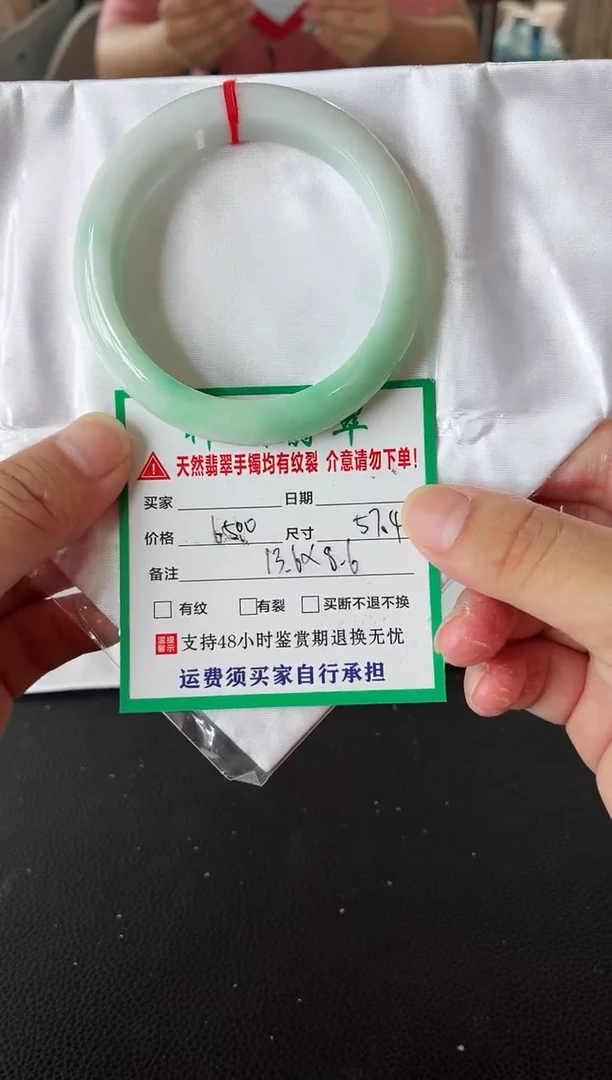 翠
天然翡翠手镯均有纹裂 介意请勿下单!
买家 日期
价格 6500 尺寸 57.4
备注 13.6×8.6
有纹 有裂 买断不退不换
温馨提示 支持48小时鉴赏期退换无忧
运费须买家自行承担